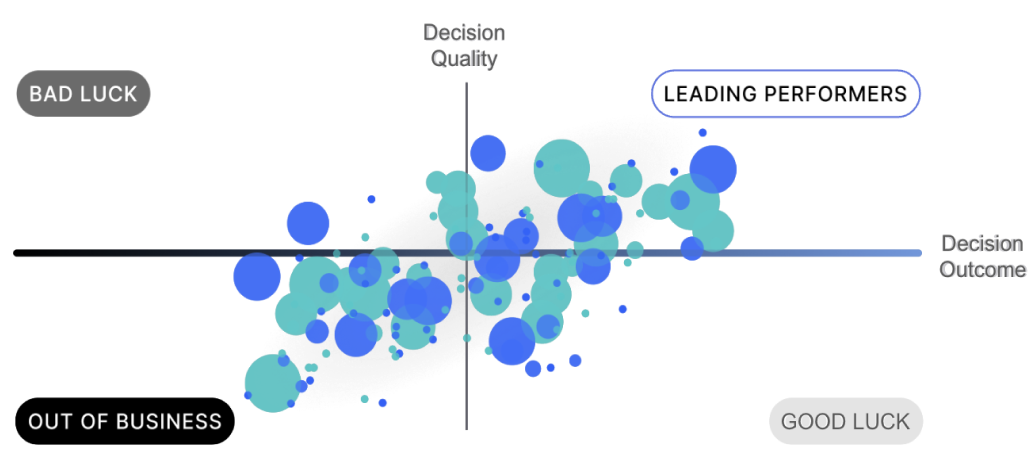 Decision
Quality
BAD LUCK
LEADING PERFORMERS
Decision
Outcome
OUT OF BUSINESS
GOOD LUCK